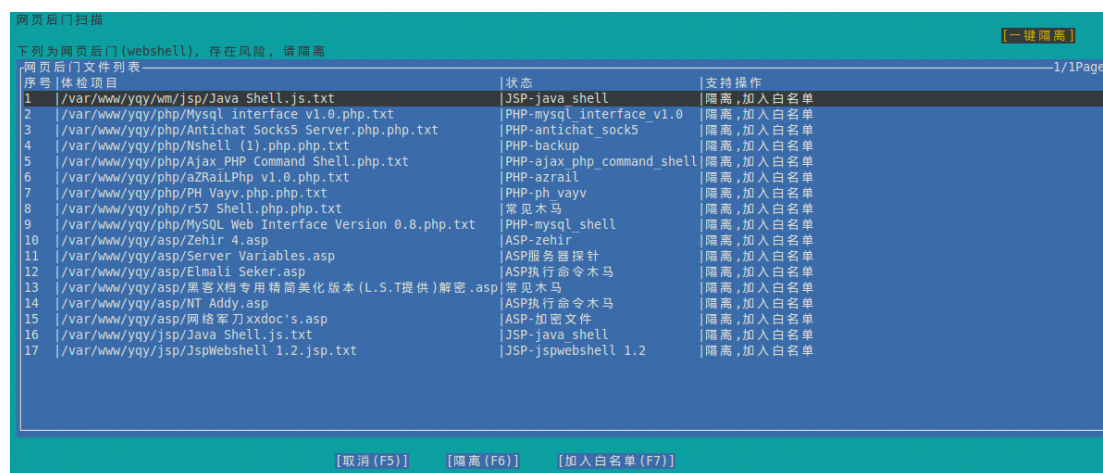 网页后门扫描
[一键隔离]
下列为网页后门(webshell)，存在风险，请隔离
网页后门文件列表 1/1Page
序号|体检项目 |状态 |支持操作
1 |/var/www/yqy/wm/jsp/Java Shell.js.txt |JSP-java_shell |隔离,加入白名单
2 |/var/www/yqy/php/Mysql interface v1.0.php.txt |PHP-mysql_interface_v1.0 |隔离,加入白名单
3 |/var/www/yqy/php/Antichat Socks5 Server.php.php.txt |PHP-antichat_sock5 |隔离,加入白名单
4 |/var/www/yqy/php/Nshell (1).php.php.txt |PHP-backup |隔离,加入白名单
5 |/var/www/yqy/php/Ajax_PHP Command Shell.php.txt |PHP-ajax_php_command_shell|隔离,加入白名单
6 |/var/www/yqy/php/aZRaiLPhp v1.0.php.txt |PHP-azrail |隔离,加入白名单
7 |/var/www/yqy/php/PH Vayv.php.php.txt |PHP-ph_vayv |隔离,加入白名单
8 |/var/www/yqy/php/r57 Shell.php.php.txt |常见木马 |隔离,加入白名单
9 |/var/www/yqy/php/MySQL Web Interface Version 0.8.php.txt |PHP-mysql_shell |隔离,加入白名单
10 |/var/www/yqy/asp/Zehir 4.asp |ASP-zehir |隔离,加入白名单
11 |/var/www/yqy/asp/Server Variables.asp |ASP服务器探针 |隔离,加入白名单
12 |/var/www/yqy/asp/Elmali Seker.asp |ASP执行命令木马 |隔离,加入白名单
13 |/var/www/yqy/asp/黑客X档专用精简美化版本(L.S.T提供)解密.asp|常见木马 |隔离,加入白名单
14 |/var/www/yqy/asp/NT Addy.asp |ASP执行命令木马 |隔离,加入白名单
15 |/var/www/yqy/asp/网络军刀xxdoc's.asp |ASP-加密文件 |隔离,加入白名单
16 |/var/www/yqy/jsp/Java Shell.js.txt |JSP-java_shell |隔离,加入白名单
17 |/var/www/yqy/jsp/JspWebshell 1.2.jsp.txt |JSP-jspwebshell 1.2 |隔离,加入白名单
[取消(F5)] [隔离(F6)] [加入白名单(F7)]